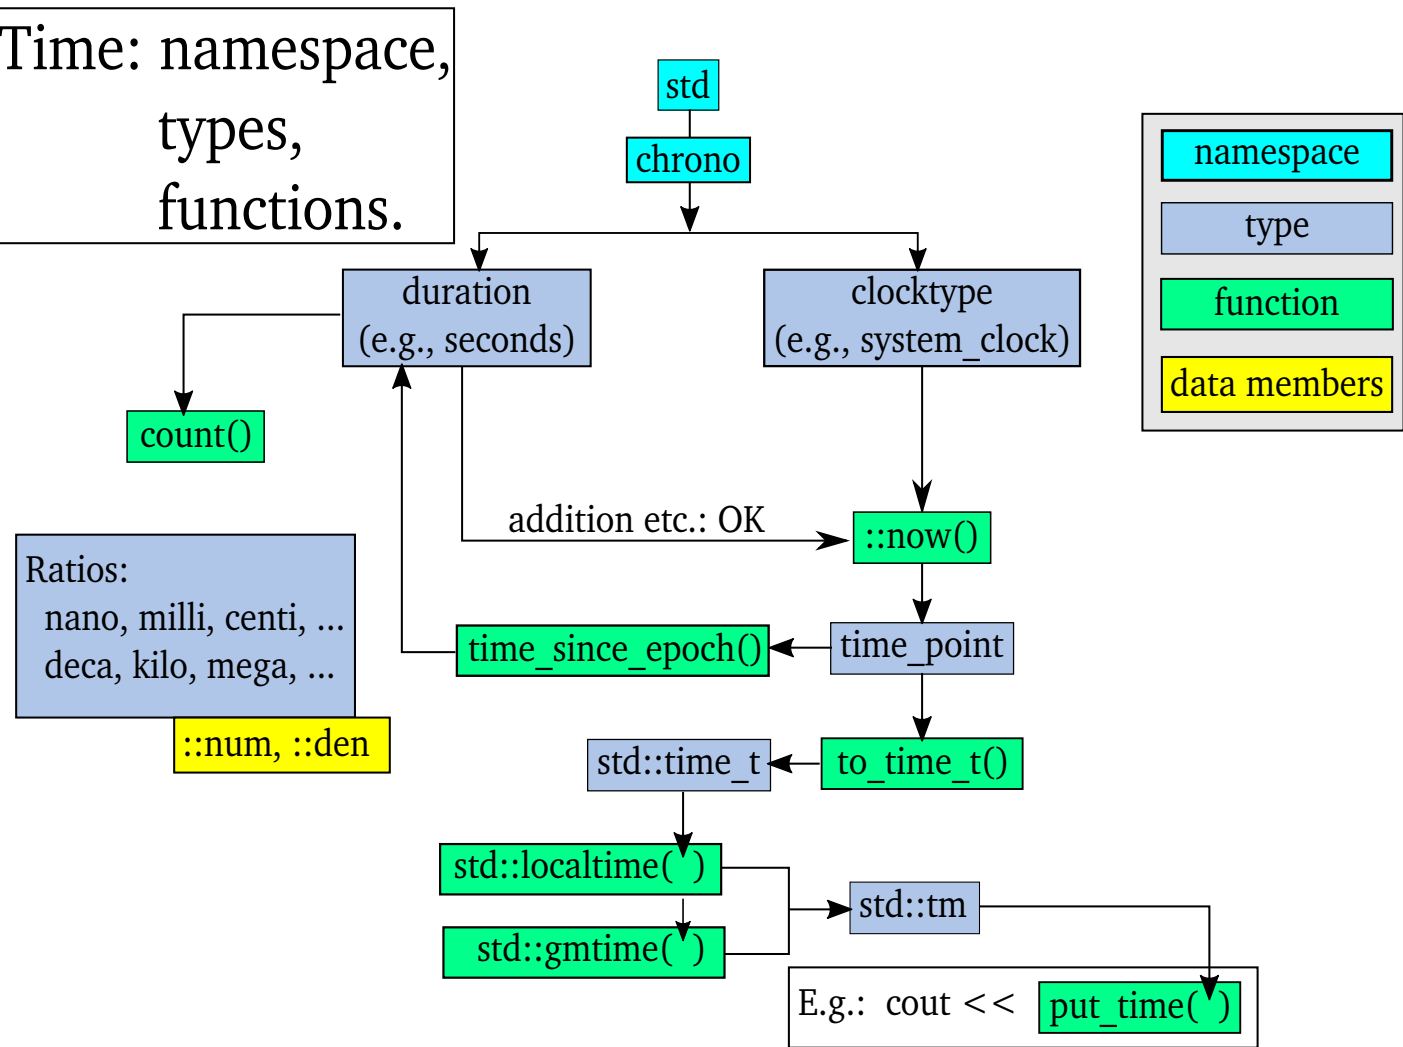 Time: namespace,
types,
functions.
std
chrono
namespace
type
function
data members
duration
(e.g., seconds)
clocktype
(e.g., system_clock)
count()
addition etc.: OK
::now()
Ratios:
nano, milli, centi, ...
deca, kilo, mega, ...
::num, ::den
time_since_epoch()
time_point
std::time_t
to_time_t()
std::localtime( )
std::gmtime( )
std::tm
E.g.: cout << put_time( )